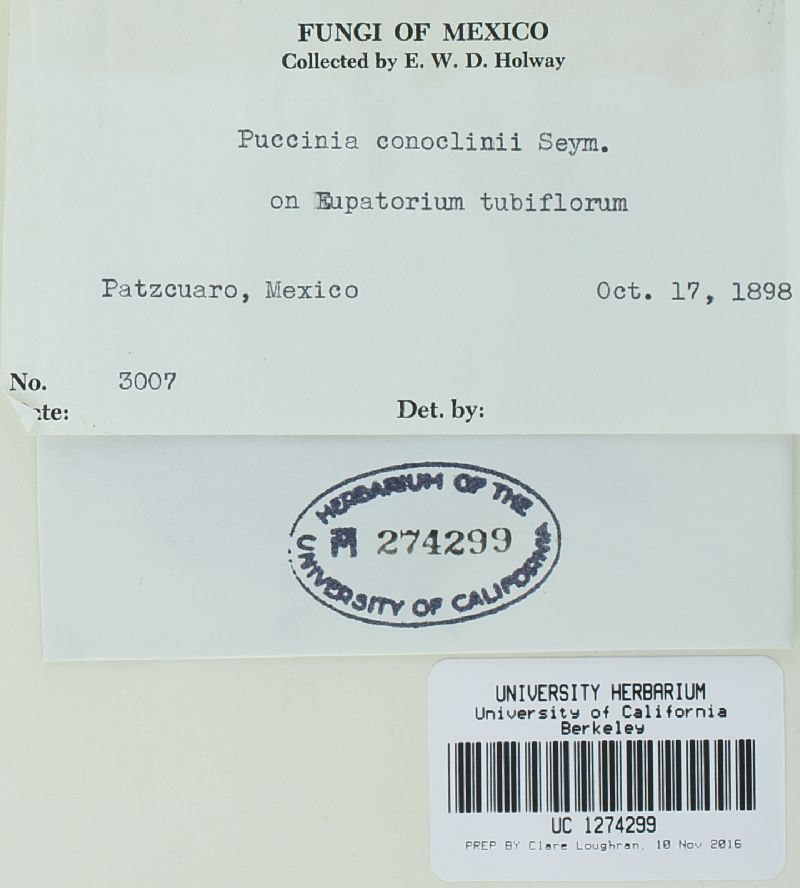 FUNGI OF MEXICO
Collected by E. W. D. Holway
Puccinia conoclinii Seym.
on Eupatorium tubiflorum
Patzcuaro, Mexico Oct. 17, 1898
No. 3007
ate: Det. by:
HERBARIUM OF THE
M 274299
UNIVERSITY OF CALIFORNIA
UNIVERSITY HERBARIUM
University of California
Berkeley
UC 1274299
PREP BY Clare Loughran, 10 Nov 2016